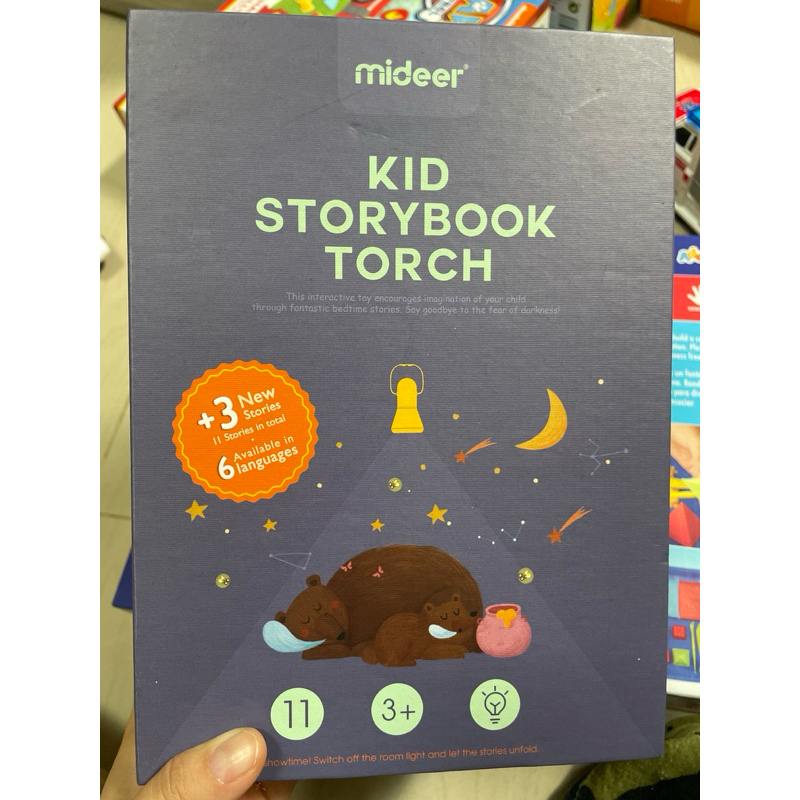 mideer®
KID
STORYBOOK
TORCH
This interactive toy encourages imagination of your child
through fantastic bedtime stories. Say goodbye to the fear of darkness!
+3 New
Stories
11 Stories in total
6 Available in
languages
11
3+
howtime! Switch off the room light and let the stories unfold.